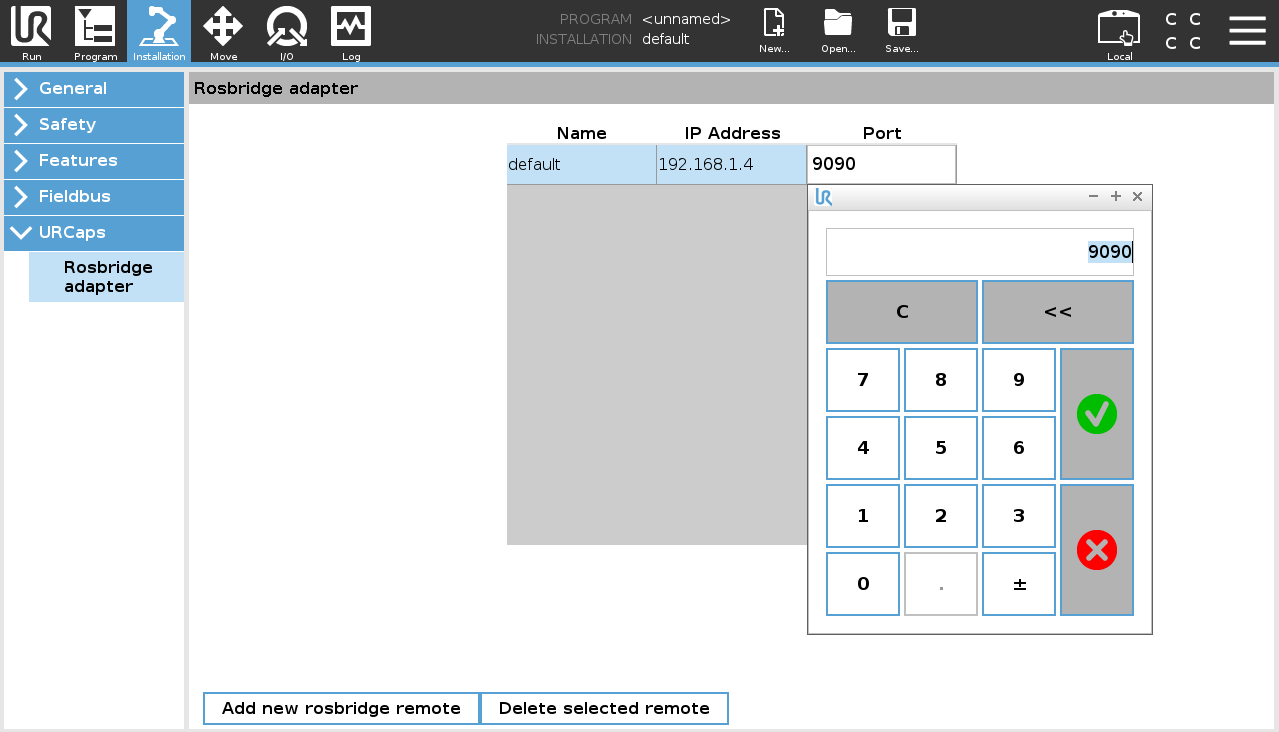 PROGRAM <unnamed>
INSTALLATION default
Run Program Installation Move I/O Log New... Open... Save... Local
C C
C C
General
Safety
Features
Fieldbus
URCaps
Rosbridge
adapter
Rosbridge adapter
Name IP Address Port
default 192.168.1.4 9090
UR
9090
C <<
7 8 9
4 5 6
1 2 3
0 . ±
Add new rosbridge remote Delete selected remote